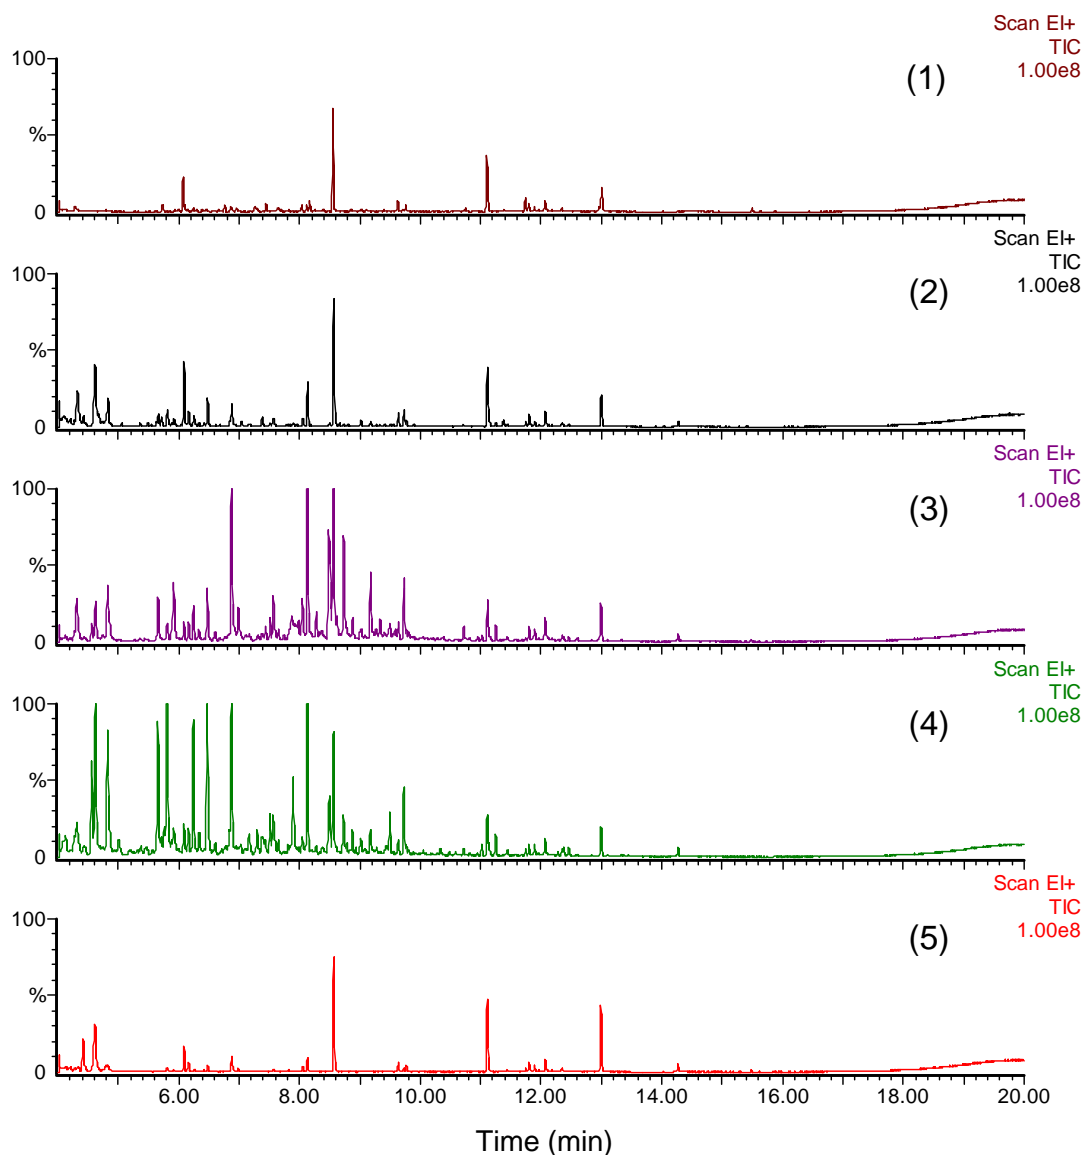 Scan EI+
TIC
1.00e8
100
%
0
(1)
Scan EI+
TIC
1.00e8
100
%
0
(2)
Scan EI+
TIC
1.00e8
100
%
0
(3)
Scan EI+
TIC
1.00e8
100
%
0
(4)
Scan EI+
TIC
1.00e8
100
%
0
(5)
6.00 8.00 10.00 12.00 14.00 16.00 18.00 20.00
Time (min)